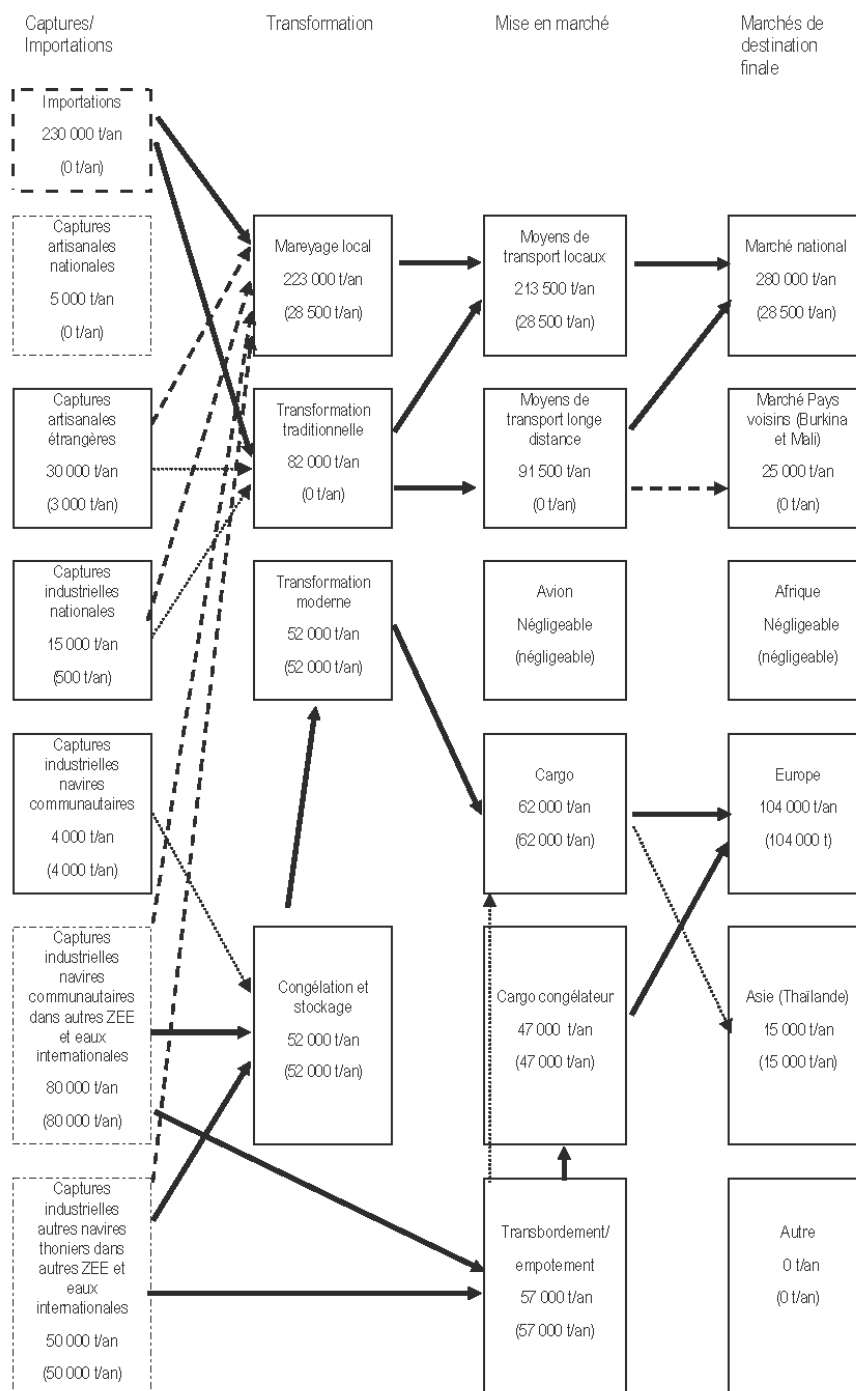 Captures/
Importations
Transformation
Mise en marché
Marchés de
destination
finale
Importations
230 000 t/an
(0 t/an)
Captures
artisanales
nationales
5 000 t/an
(0 t/an)
Mareyage local
223 000 t/an
(28 500 t/an)
Moyens de
transport locaux
213 500 t/an
(28 500 t/an)
Marché national
280 000 t/an
(28 500 t/an)
Captures
artisanales
étrangères
30 000 t/an
(3 000 t/an)
Transformation
traditionnelle
82 000 t/an
(0 t/an)
Moyens de
transport longe
distance
91 500 t/an
(0 t/an)
Marché Pays
voisins (Burkina
et Mali)
25 000 t/an
(0 t/an)
Captures
industrielles
nationales
15 000 t/an
(500 t/an)
Transformation
moderne
52 000 t/an
(52 000 t/an)
Avion
Négligeable
(négligeable)
Afrique
Négligeable
(négligeable)
Captures
industrielles
navires
communautaires
4 000 t/an
(4 000 t/an)
Cargo
62 000 t/an
(62 000 t/an)
Europe
104 000 t/an
(104 000 t)
Captures
industrielles
navires
communautaires
dans autres ZEE
et eaux
internationales
80 000 t/an
(80 000 t/an)
Congélation et
stockage
52 000 t/an
(52 000 t/an)
Cargo congélateur
47 000 t/an
(47 000 t/an)
Asie (Thaïlande)
15 000 t/an
(15 000 t/an)
Captures
industrielles
autres navires
thoniers dans
autres ZEE et
eaux
internationales
50 000 t/an
(50 000 t/an)
Transbordement/
empotement
57 000 t/an
(57 000 t/an)
Autre
0 t/an
(0 t/an)